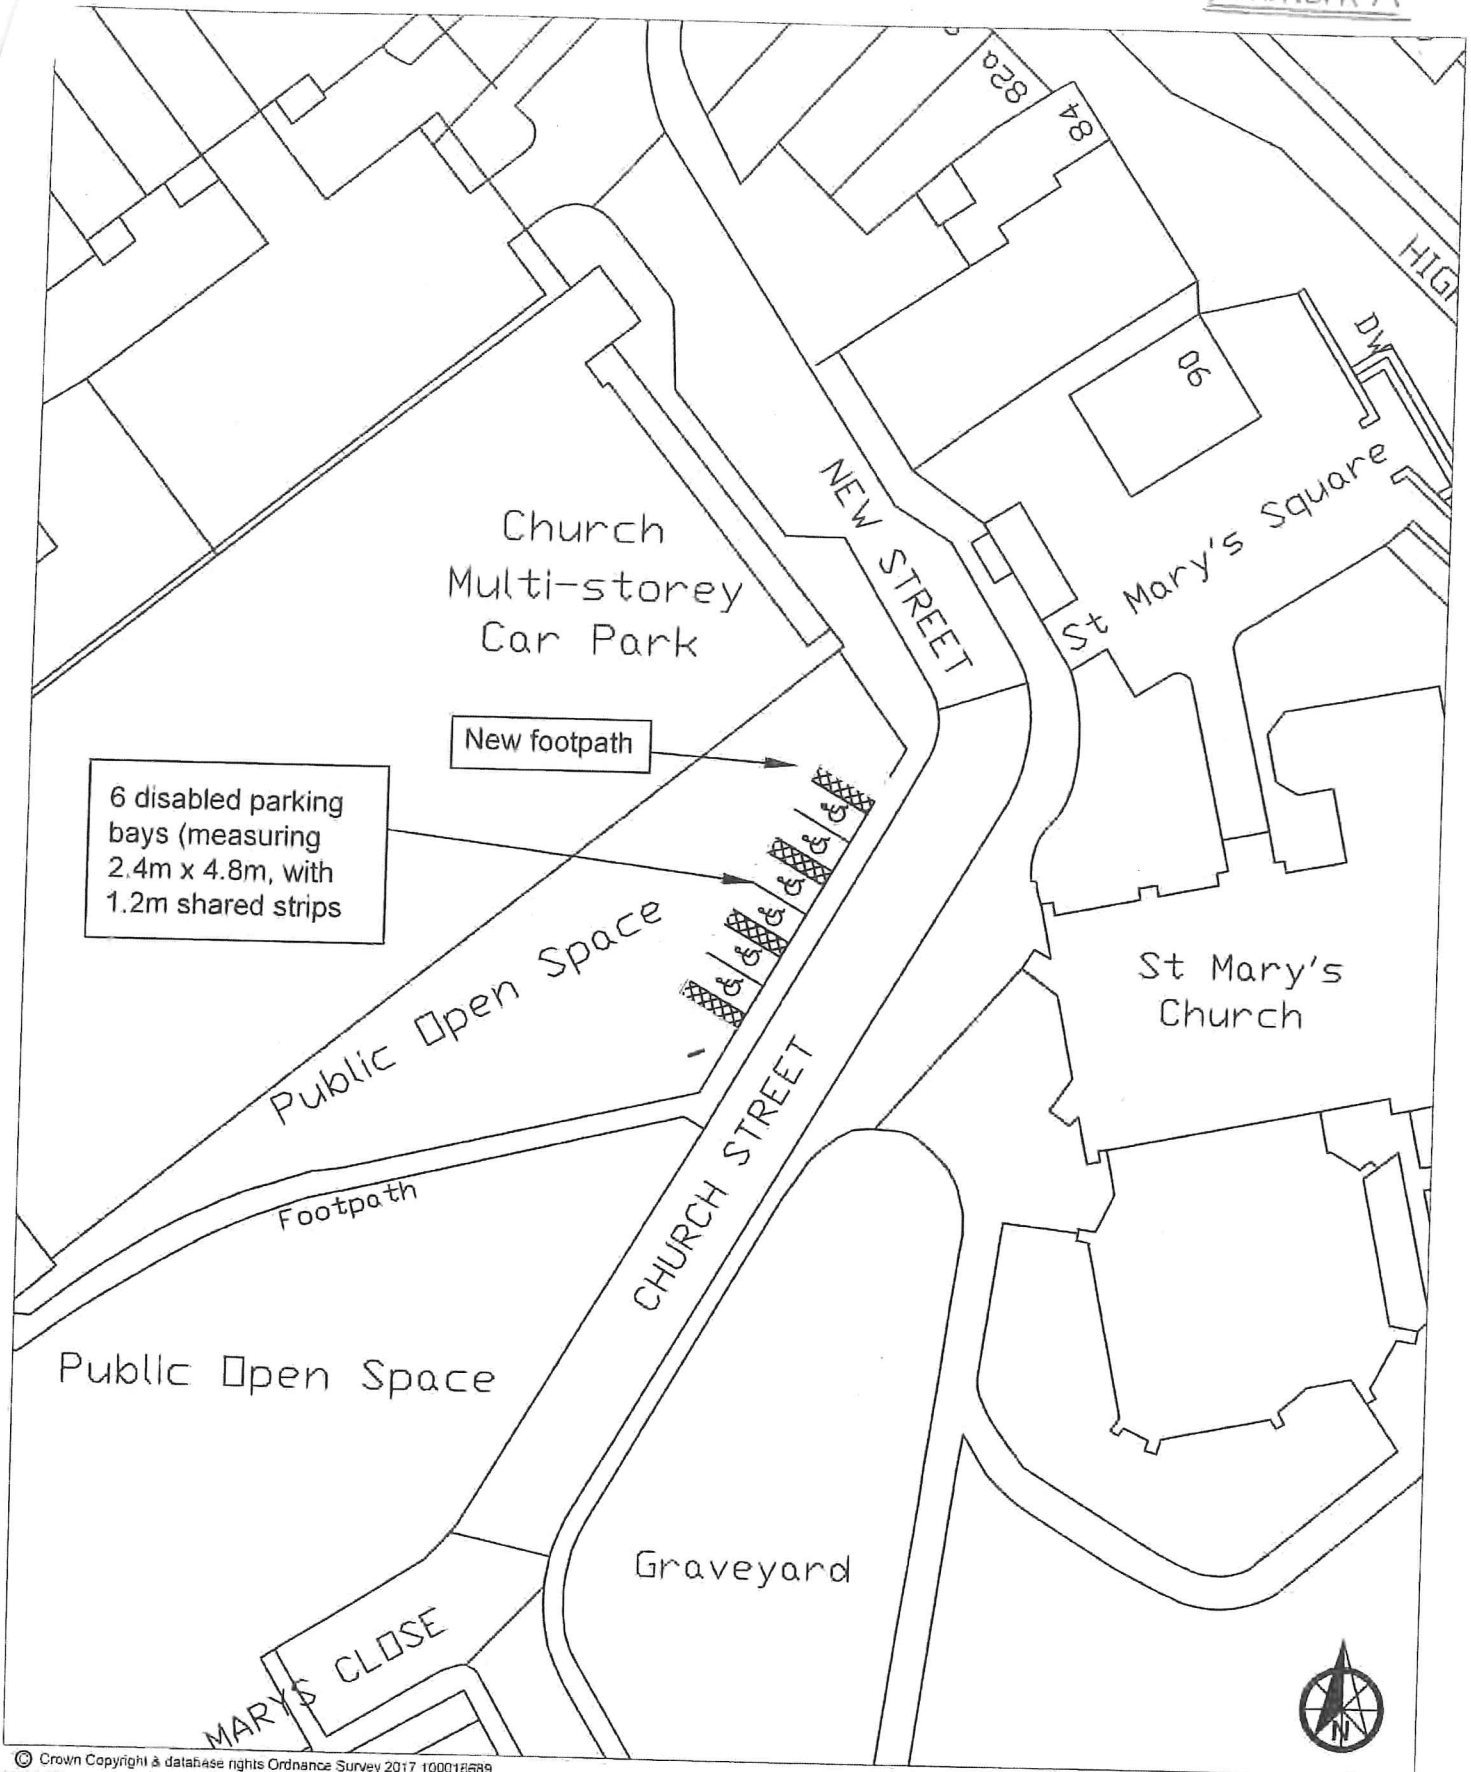 82a
84
HIGH
DW
90
NEW STREET
St Mary's Square
Church
Multi-storey
Car Park
New footpath
6 disabled parking
bays (measuring
2.4m x 4.8m, with
1.2m shared strips
Public Open Space
St Mary's
Church
CHURCH STREET
Footpath
Public Open Space
Graveyard
MARYS CLOSE
N
© Crown Copyright & database rights Ordnance Survey 2017 100018689